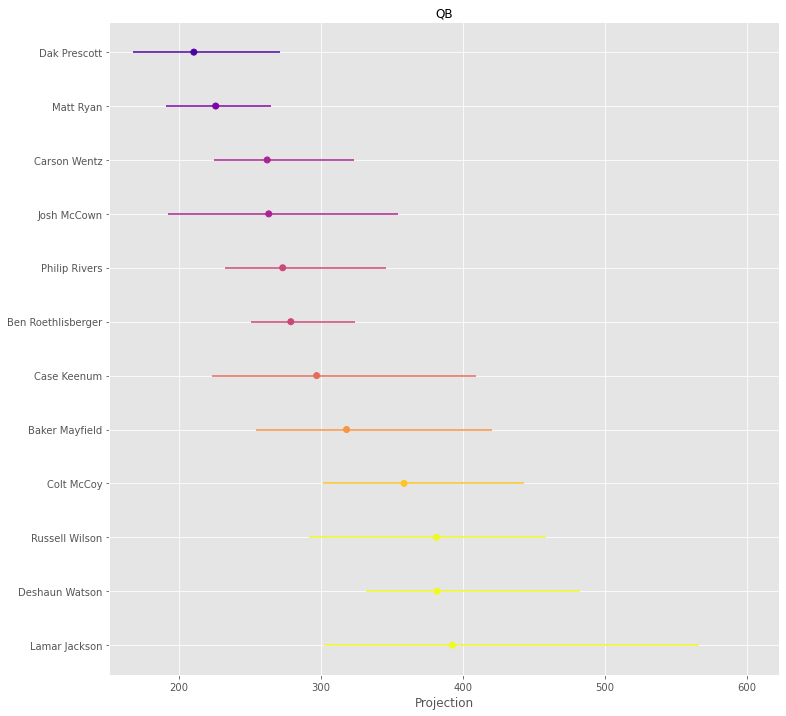 QB
Dak Prescott
Matt Ryan
Carson Wentz
Josh McCown
Philip Rivers
Ben Roethlisberger
Case Keenum
Baker Mayfield
Colt McCoy
Russell Wilson
Deshaun Watson
Lamar Jackson
200 300 400 500 600
Projection